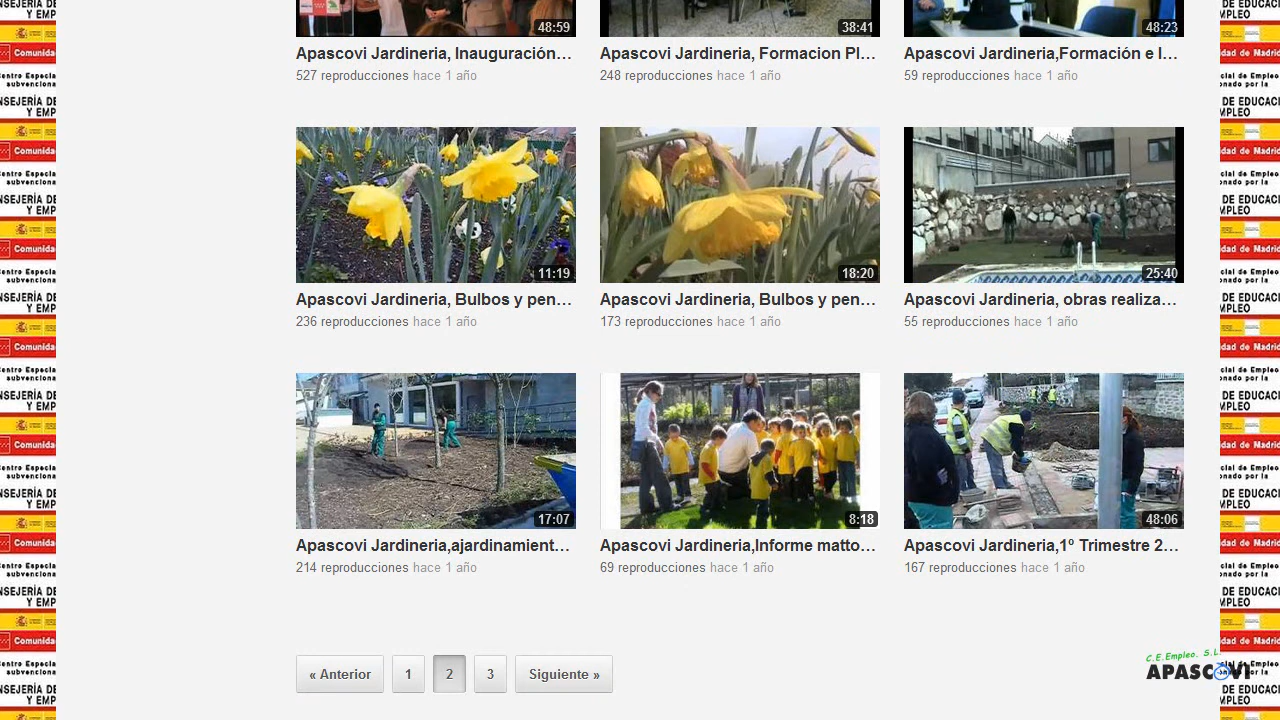 48:59
38:41
48:23
Apascovi Jardineria, Inauguración...
Apascovi Jardineria, Formacion Pl...
Apascovi Jardineria,Formación e I...
527 reproducciones hace 1 año
248 reproducciones hace 1 año
59 reproducciones hace 1 año
11:19
18:20
25:40
Apascovi Jardineria, Bulbos y pen...
Apascovi Jardineria, Bulbos y pen...
Apascovi Jardineria, obras realiza...
236 reproducciones hace 1 año
173 reproducciones hace 1 año
55 reproducciones hace 1 año
17:07
8:18
48:06
Apascovi Jardineria,ajardinamient...
Apascovi Jardineria,Informe matto...
Apascovi Jardineria,1º Trimestre 2...
214 reproducciones hace 1 año
69 reproducciones hace 1 año
167 reproducciones hace 1 año
« Anterior
1
2
3
Siguiente »
C.E.Empleo. S.L.
APASCOVI